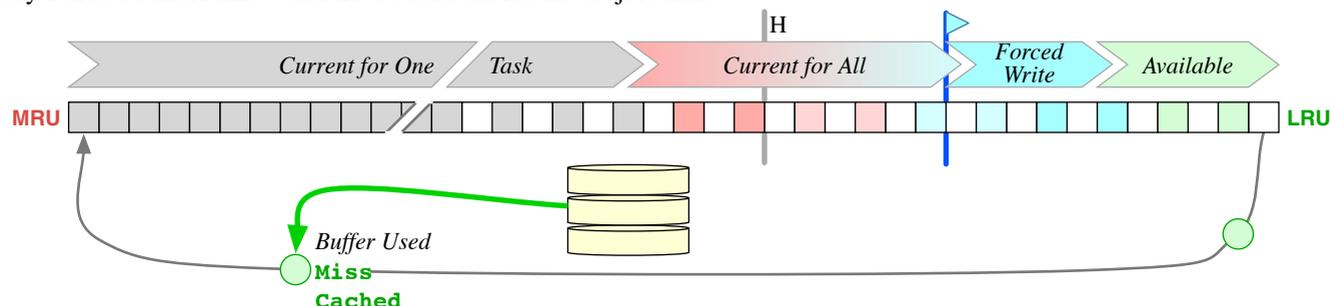 H
Current for One
Task
Current for All
Forced
Write
Available
MRU
LRU
Buffer Used
Miss
Cached